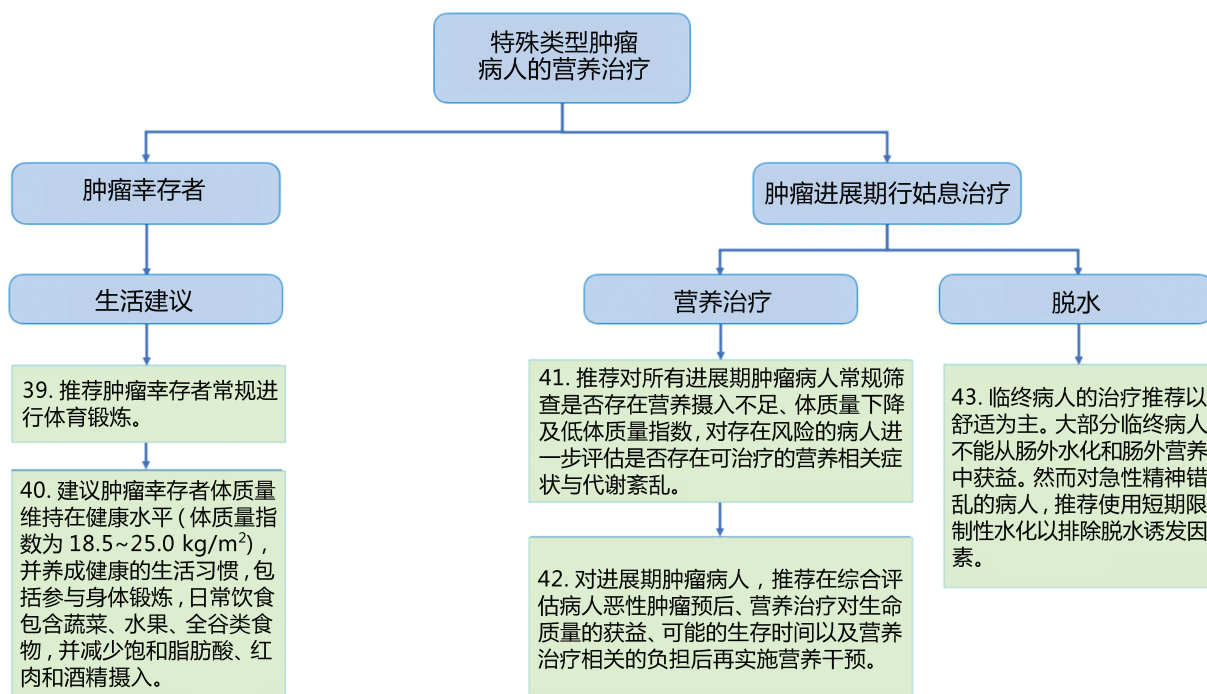 特殊类型肿瘤
病人的营养治疗
肿瘤幸存者
肿瘤进展期行姑息治疗
生活建议
营养治疗
脱水
39. 推荐肿瘤幸存者常规进
行体育锻炼。
40. 建议肿瘤幸存者体质量
维持在健康水平（体质量指
数为 18.5~25.0 kg/m²)，
并养成健康的生活习惯，包
括参与身体锻炼，日常饮食
包含蔬菜、水果、全谷类食
物，并减少饱和脂肪酸、红
肉和酒精摄入。
41. 推荐对所有进展期肿瘤病人常规筛
查是否存在营养摄入不足、体质量下降
及低体质量指数，对存在风险的病人进
一步评估是否存在可治疗的营养相关症
状与代谢紊乱。
42. 对进展期肿瘤病人，推荐在综合评
估病人恶性肿瘤预后、营养治疗对生命
质量的获益、可能的生存时间以及营养
治疗相关的负担后再实施营养干预。
43. 临终病人的治疗推荐以
舒适为主。大部分临终病人
不能从肠外水化和肠外营养
中获益。然而对急性精神错
乱的病人，推荐使用短期限
制性水化以排除脱水诱发因
素。